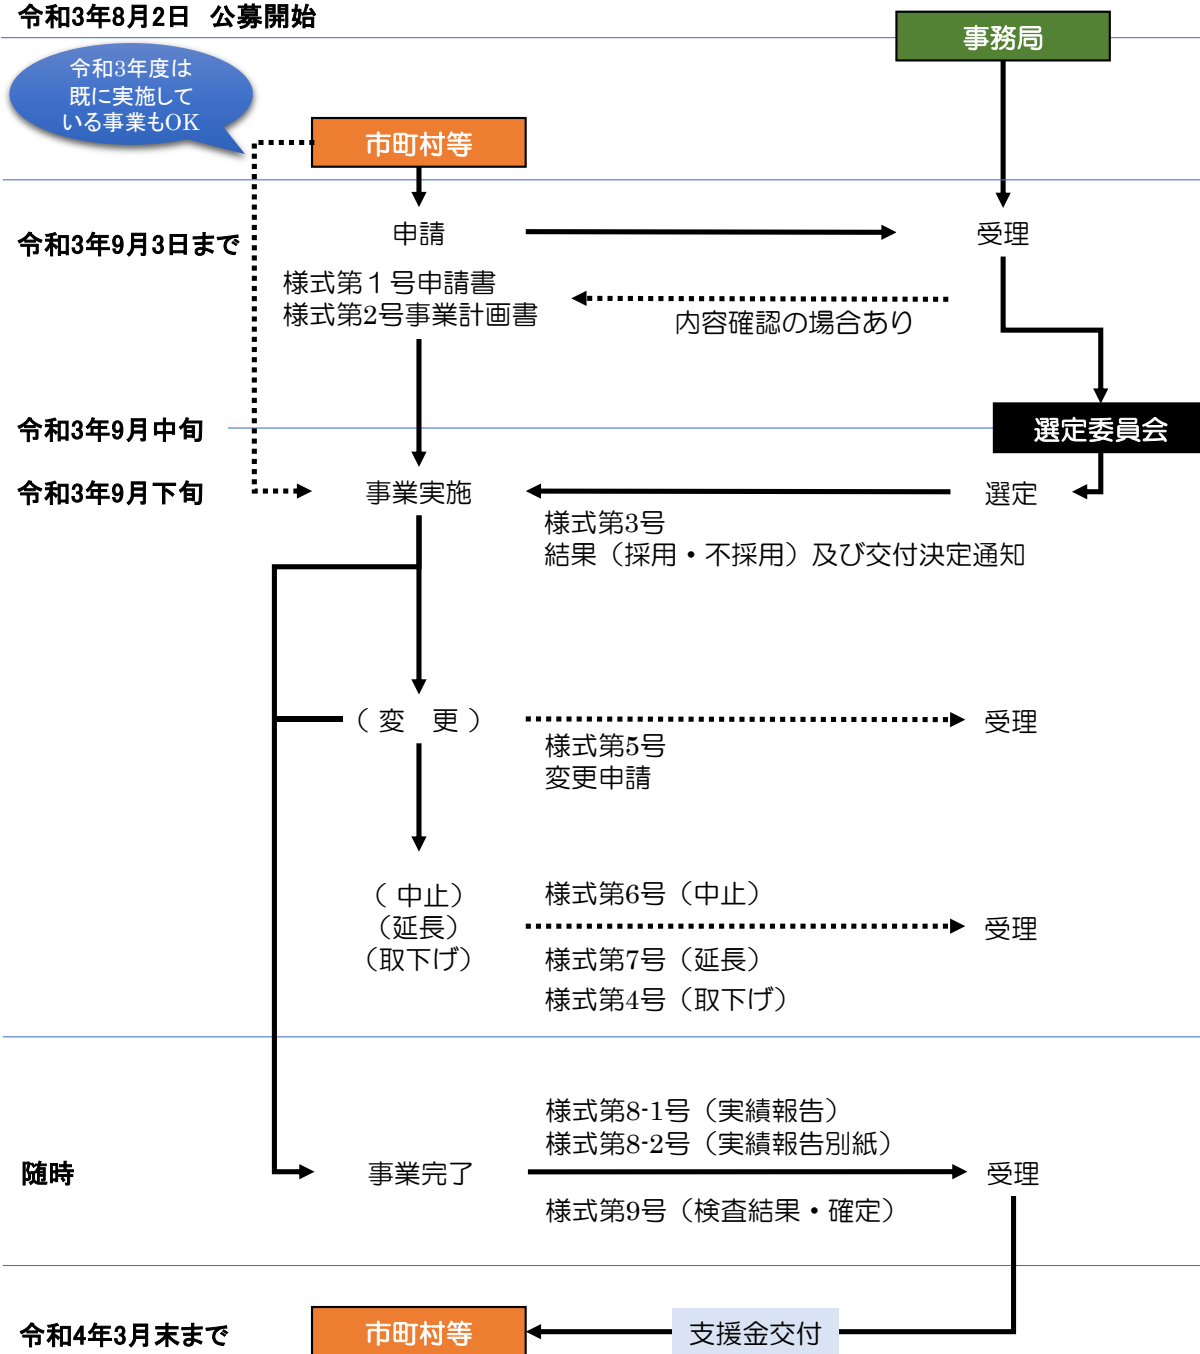 令和3年8月2日 公募開始
事務局
令和3年度は
既に実施して
いる事業もOK
市町村等
令和3年9月3日まで
申請
受理
様式第１号申請書
様式第2号事業計画書
内容確認の場合あり
令和3年9月中旬
選定委員会
令和3年9月下旬
事業実施
選定
様式第3号
結果（採用・不採用）及び交付決定通知
（ 変　更 ）
受理
様式第5号
変更申請
（ 中止）
（延長）
（取下げ）
様式第6号（中止）
受理
様式第7号（延長）
様式第4号（取下げ）
様式第8-1号（実績報告）
様式第8-2号（実績報告別紙）
随時
事業完了
受理
様式第9号（検査結果・確定）
令和4年3月末まで
市町村等
支援金交付